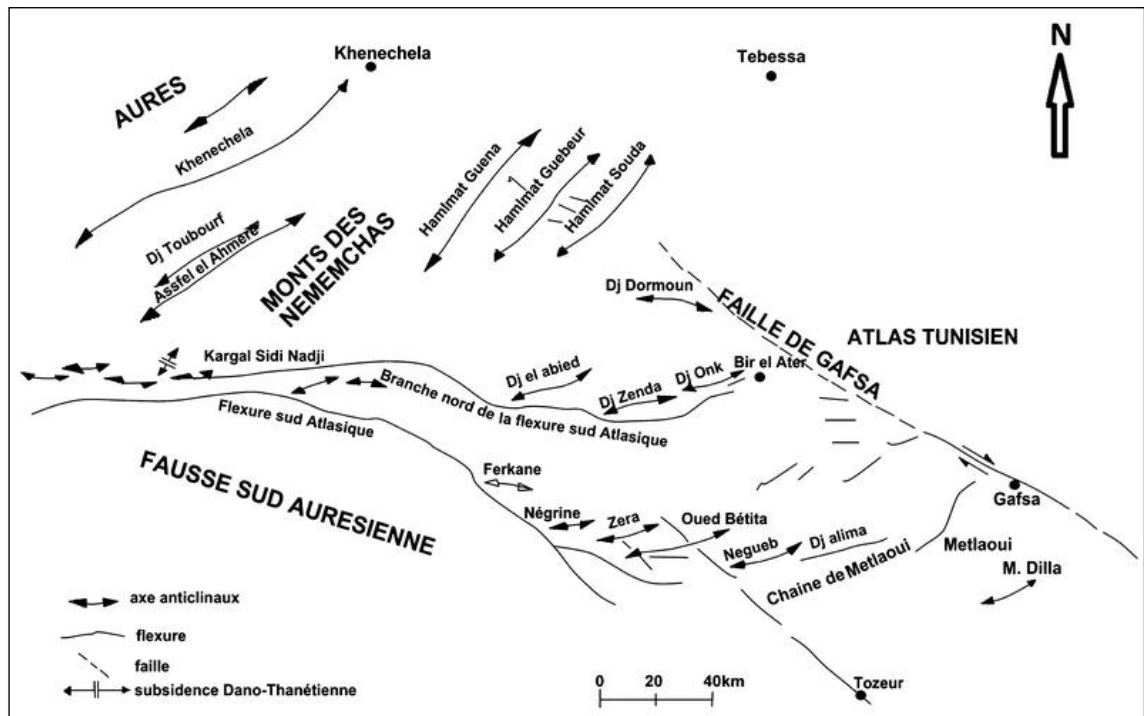 Khenechela
Tebessa
N
AURES
Khenechela
Hamlmat Guena
Hamlmat Guebeur
Hamlmat Souda
Dj Toubourf
Assfel el Ahmere
MONTS DES
NEMEMCHAS
Dj Dormoun
FAILLE DE GAFSA
ATLAS TUNISIEN
Kargal Sidi Nadji
Bir el Ater
Dj el abied
Dj Onk
Dj Zenda
Branche nord de la flexure sud Atlasique
Flexure sud Atlasique
FAUSSE SUD AURESIENNE
Ferkane
Gafsa
Négrine
Zera
Oued Bétita
Negueb
Dj alima
Metlaoui
Chaine de Metlaoui
M. Dilla
axe anticlinaux
flexure
faille
subsidence Dano-Thanétienne
0 20 40km
Tozeur